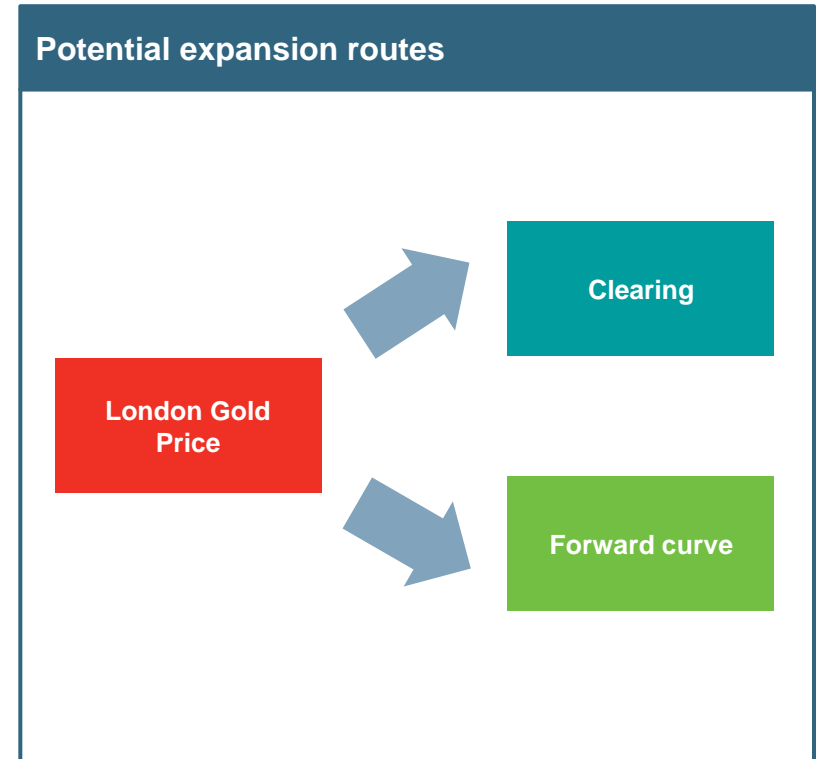 Potential expansion routes
Clearing
London Gold
Price
Forward curve